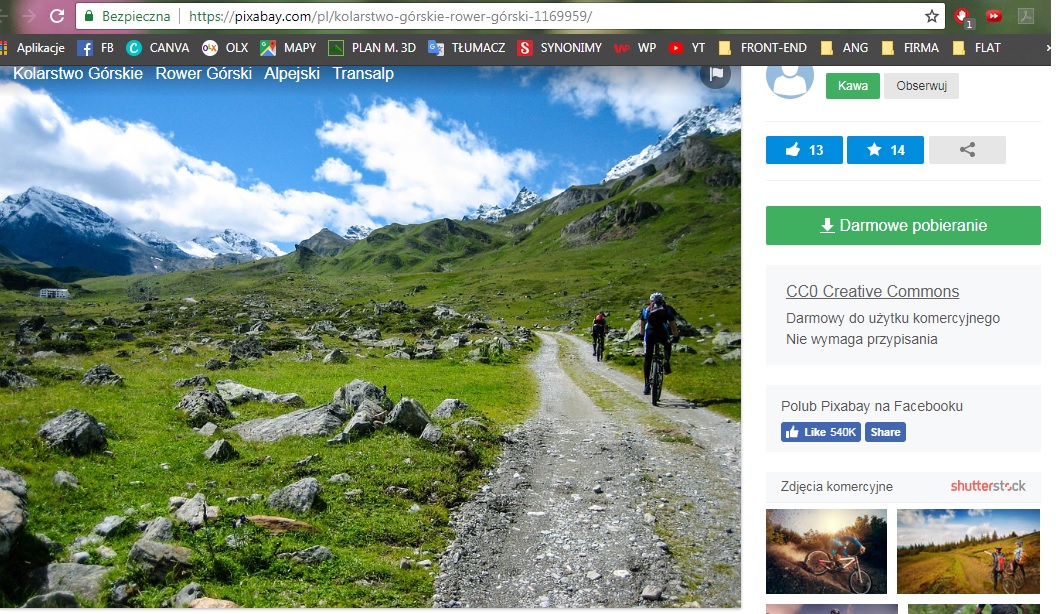 Bezpieczna | https://pixabay.com/pl/kolarstwo-górskie-rower-górski-1169959/
1
Aplikacje FB CANVA OLX MAPY PLAN M. 3D TŁUMACZ S SYNONIMY WP YT FRONT-END ANG FIRMA FLAT
Kolarstwo Górskie Rower Górski Alpejski Transalp
Kawa Obserwuj
13 14
Darmowe pobieranie
CC0 Creative Commons
Darmowy do użytku komercyjnego
Nie wymaga przypisania
Polub Pixabay na Facebooku
Like 540K Share
Zdjęcia komercyjne shutterstock